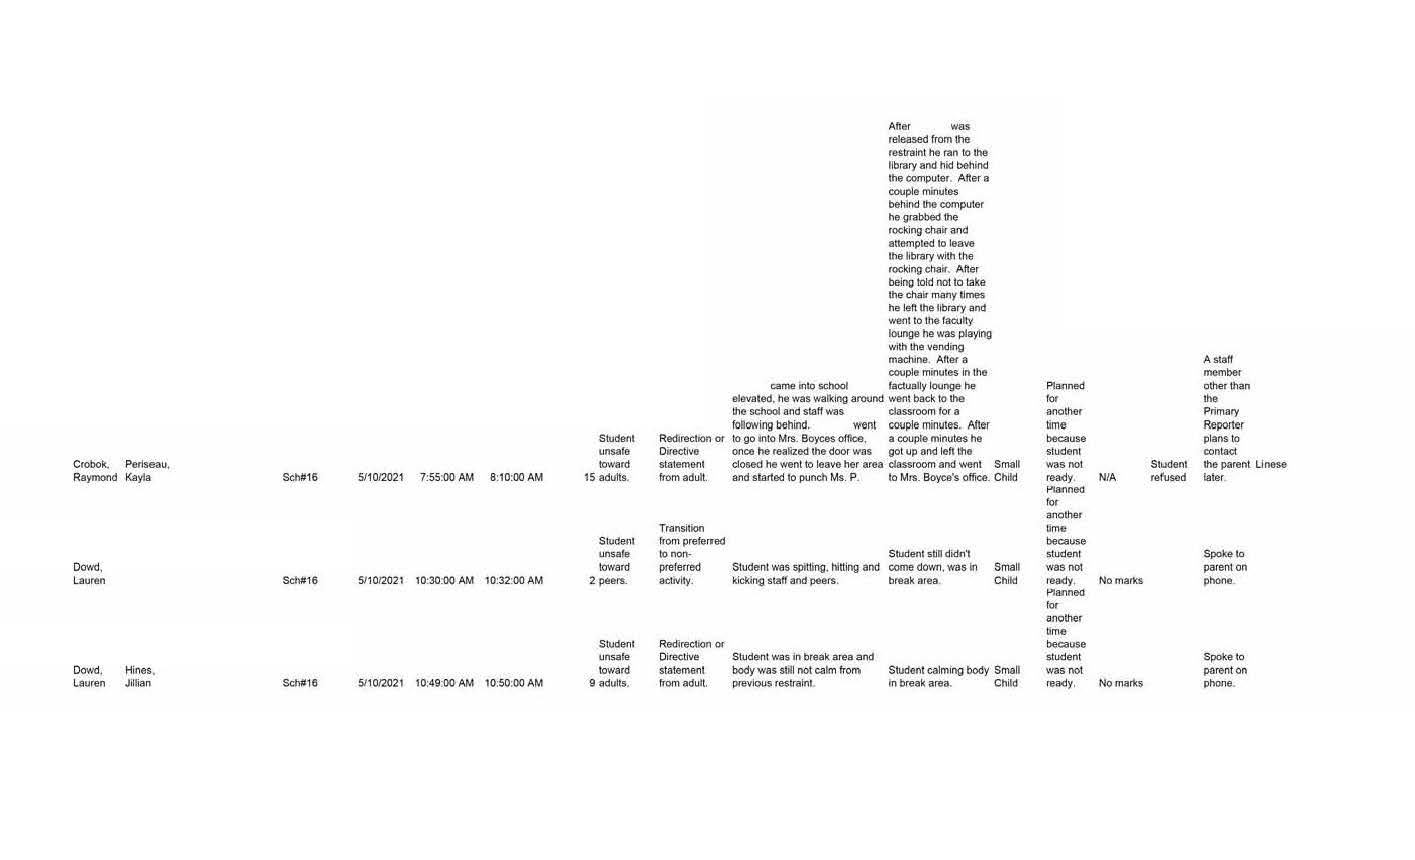 After was
released from the
restraint he ran to the
library and hid behind
the computer. After a
couple minutes
behind the computer
he grabbed the
rocking chair and
attempted to leave
the library with the
rocking chair. After
being told not to take
the chair many times
he left the library and
went to the faculty
lounge he was playing
with the vending
machine. After a
couple minutes in the
factually lounge he
went back to the
classroom for a
couple minutes. After
a couple minutes he
got up and left the
classroom and went
to Mrs. Boyce's office.
Crobok,
Raymond
Periseau,
Kayla
Sch#16
5/10/2021
7:55:00 AM
8:10:00 AM
15
Student
unsafe
toward
adults.
Redirection or
Directive
statement
from adult.
came into school
elevated, he was walking around
the school and staff was
following behind. went
to go into Mrs. Boyces office,
once he realized the door was
closed he went to leave her area
and started to punch Ms. P.
Small
Child
Planned
for
another
time
because
student
was not
ready.
N/A
Student
refused
A staff
member
other than
the
Primary
Reporter
plans to
contact
the parent
later.
Linese
Dowd,
Lauren
Sch#16
5/10/2021
10:30:00 AM
10:32:00 AM
2
Student
unsafe
toward
peers.
Transition
from preferred
to non-
preferred
activity.
Student was spitting, hitting and
kicking staff and peers.
Student still didn't
come down, was in
break area.
Small
Child
Planned
for
another
time
because
student
was not
ready.
No marks
Spoke to
parent on
phone.
Dowd,
Lauren
Hines,
Jillian
Sch#16
5/10/2021
10:49:00 AM
10:50:00 AM
9
Student
unsafe
toward
adults.
Redirection or
Directive
statement
from adult.
Student was in break area and
body was still not calm from
previous restraint.
Student calming body
in break area.
Small
Child
Planned
for
another
time
because
student
was not
ready.
No marks
Spoke to
parent on
phone.